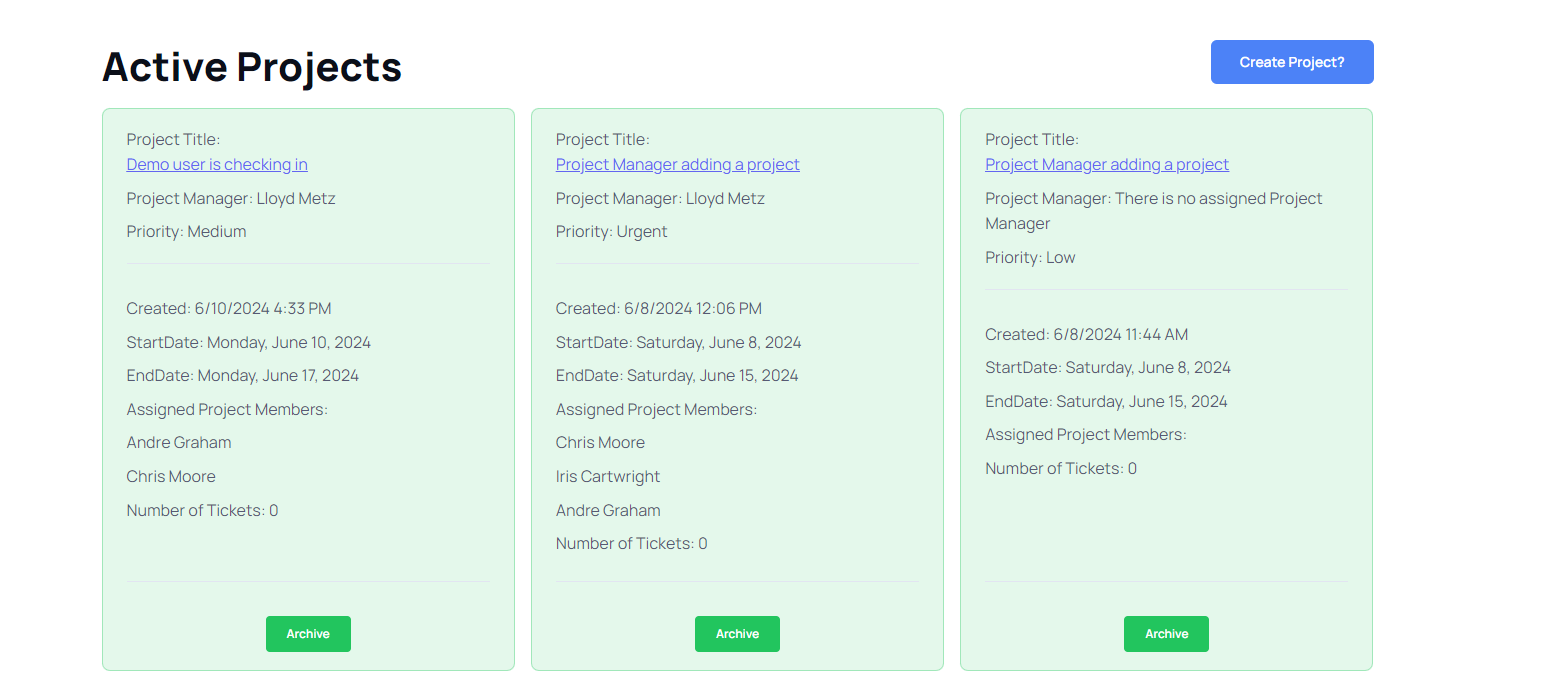 Active Projects
Create Project?
Project Title:
Demo user is checking in
Project Manager: Lloyd Metz
Priority: Medium
Created: 6/10/2024 4:33 PM
StartDate: Monday, June 10, 2024
EndDate: Monday, June 17, 2024
Assigned Project Members:
Andre Graham
Chris Moore
Number of Tickets: 0
Archive
Project Title:
Project Manager adding a project
Project Manager: Lloyd Metz
Priority: Urgent
Created: 6/8/2024 12:06 PM
StartDate: Saturday, June 8, 2024
EndDate: Saturday, June 15, 2024
Assigned Project Members:
Chris Moore
Iris Cartwright
Andre Graham
Number of Tickets: 0
Archive
Project Title:
Project Manager adding a project
Project Manager: There is no assigned Project
Manager
Priority: Low
Created: 6/8/2024 11:44 AM
StartDate: Saturday, June 8, 2024
EndDate: Saturday, June 15, 2024
Assigned Project Members:
Number of Tickets: 0
Archive